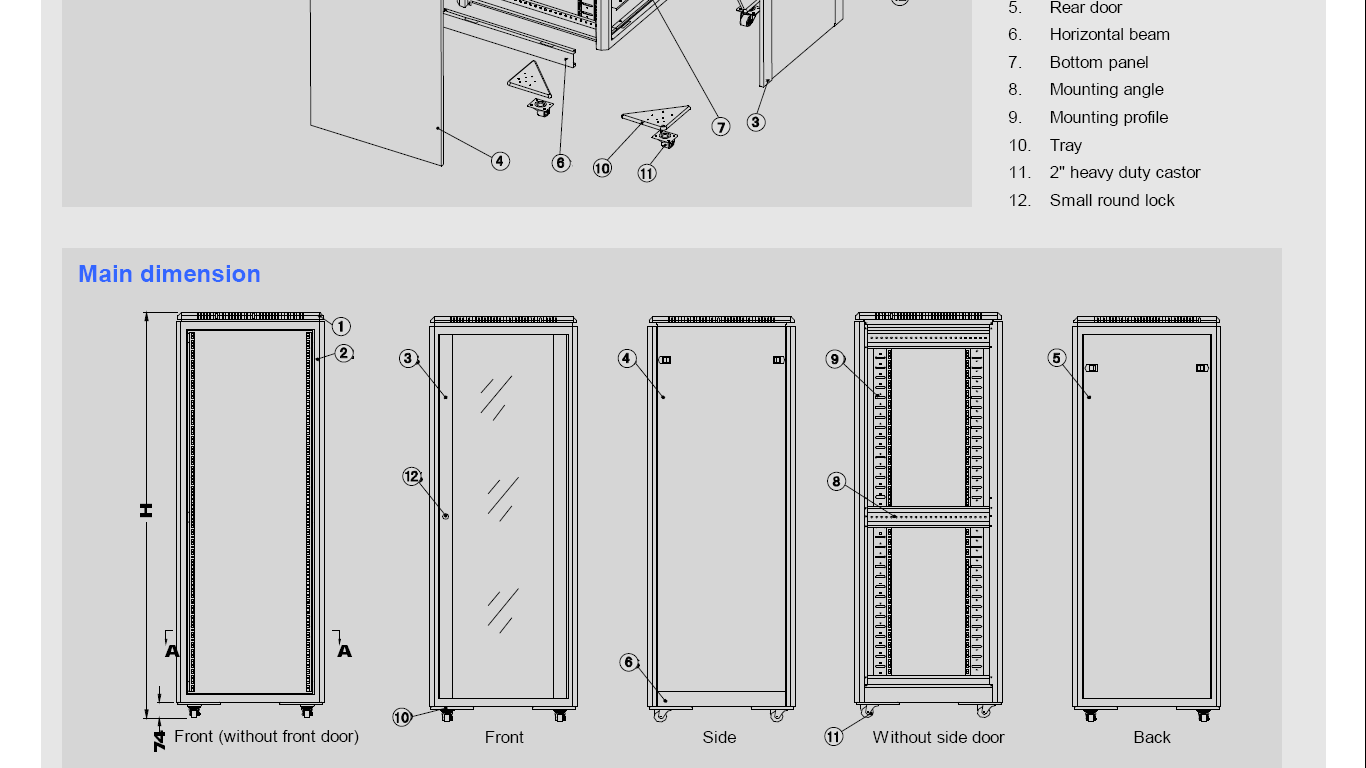 5. Rear door
6. Horizontal beam
7. Bottom panel
8. Mounting angle
9. Mounting profile
10. Tray
11. 2" heavy duty castor
12. Small round lock
3
7
4
6
10
11
Main dimension
1
2
3
4
9
5
12
8
H
A A
6
10
11
74
Front (without front door)
Front
Side
Without side door
Back